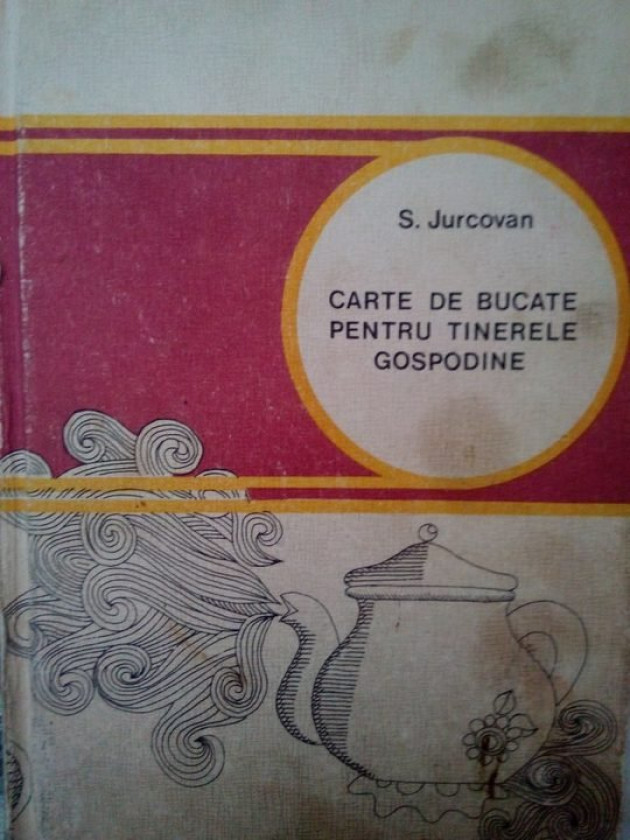 S. Jurcovan
CARTE DE BUCATE
PENTRU TINERELE
GOSPODINE